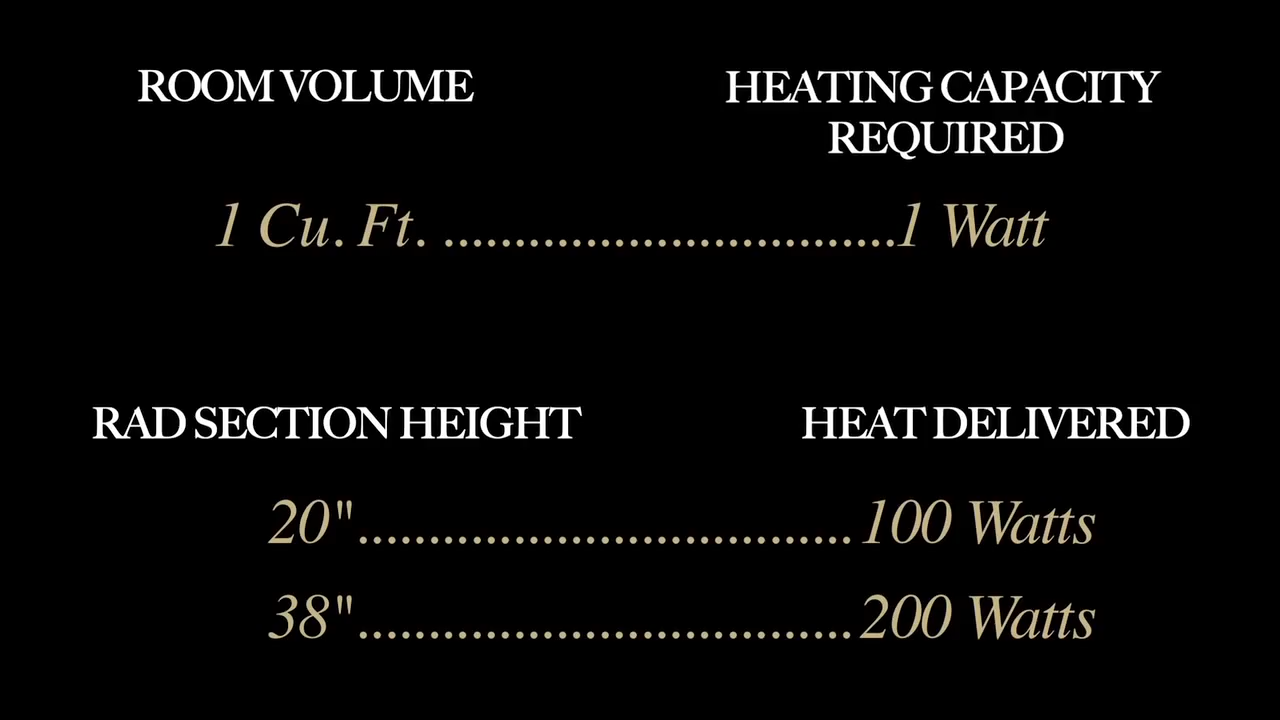 ROOM VOLUME
HEATING CAPACITY
REQUIRED
1 Cu. Ft. ................................1 Watt
RAD SECTION HEIGHT
HEAT DELIVERED
20"...................................100 Watts
38"...................................200 Watts